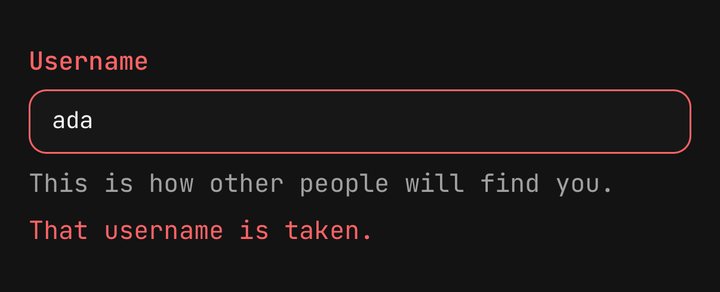 Username
ada
This is how other people will find you.
That username is taken.